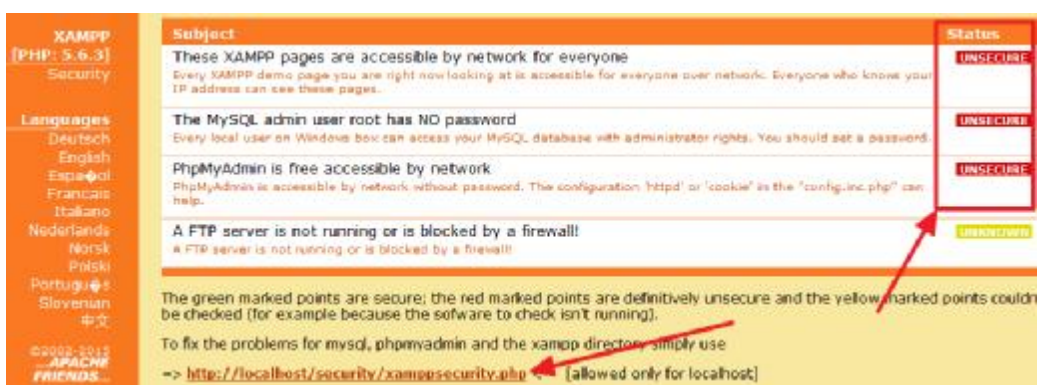 XAMPP
[PHP: 5.6.3]
Security
Languages
Deutsch
English
Espa�ol
Francais
Italiano
Nederlands
Norsk
Polski
Portugu�s
Slovenian
中文
©2002-2013
...APACHE
FRIENDS...
Subject Status
These XAMPP pages are accessible by network for everyone UNSECURE
Every XAMPP demo page you are right now looking at is accessible for everyone over network. Everyone who knows your
IP address can see these pages.
The MySQL admin user root has NO password UNSECURE
Every local user on Windows box can access your MySQL database with administrator rights. You should set a password.
PhpMyAdmin is free accessible by network UNSECURE
PhpMyAdmin is accessible by network without password. The configuration 'httpd' or 'cookie' in the "config.inc.php" can
help.
A FTP server is not running or is blocked by a firewall! UNKNOWN
A FTP server is not running or is blocked by a firewall!
The green marked points are secure; the red marked points are definitively unsecure and the yellow marked points couldn
be checked (for example because the sofware to check isn't running).
To fix the problems for mysql, phpmyadmin and the xampp directory simply use
=> http://localhost/security/xamppsecurity.php <= [allowed only for localhost]